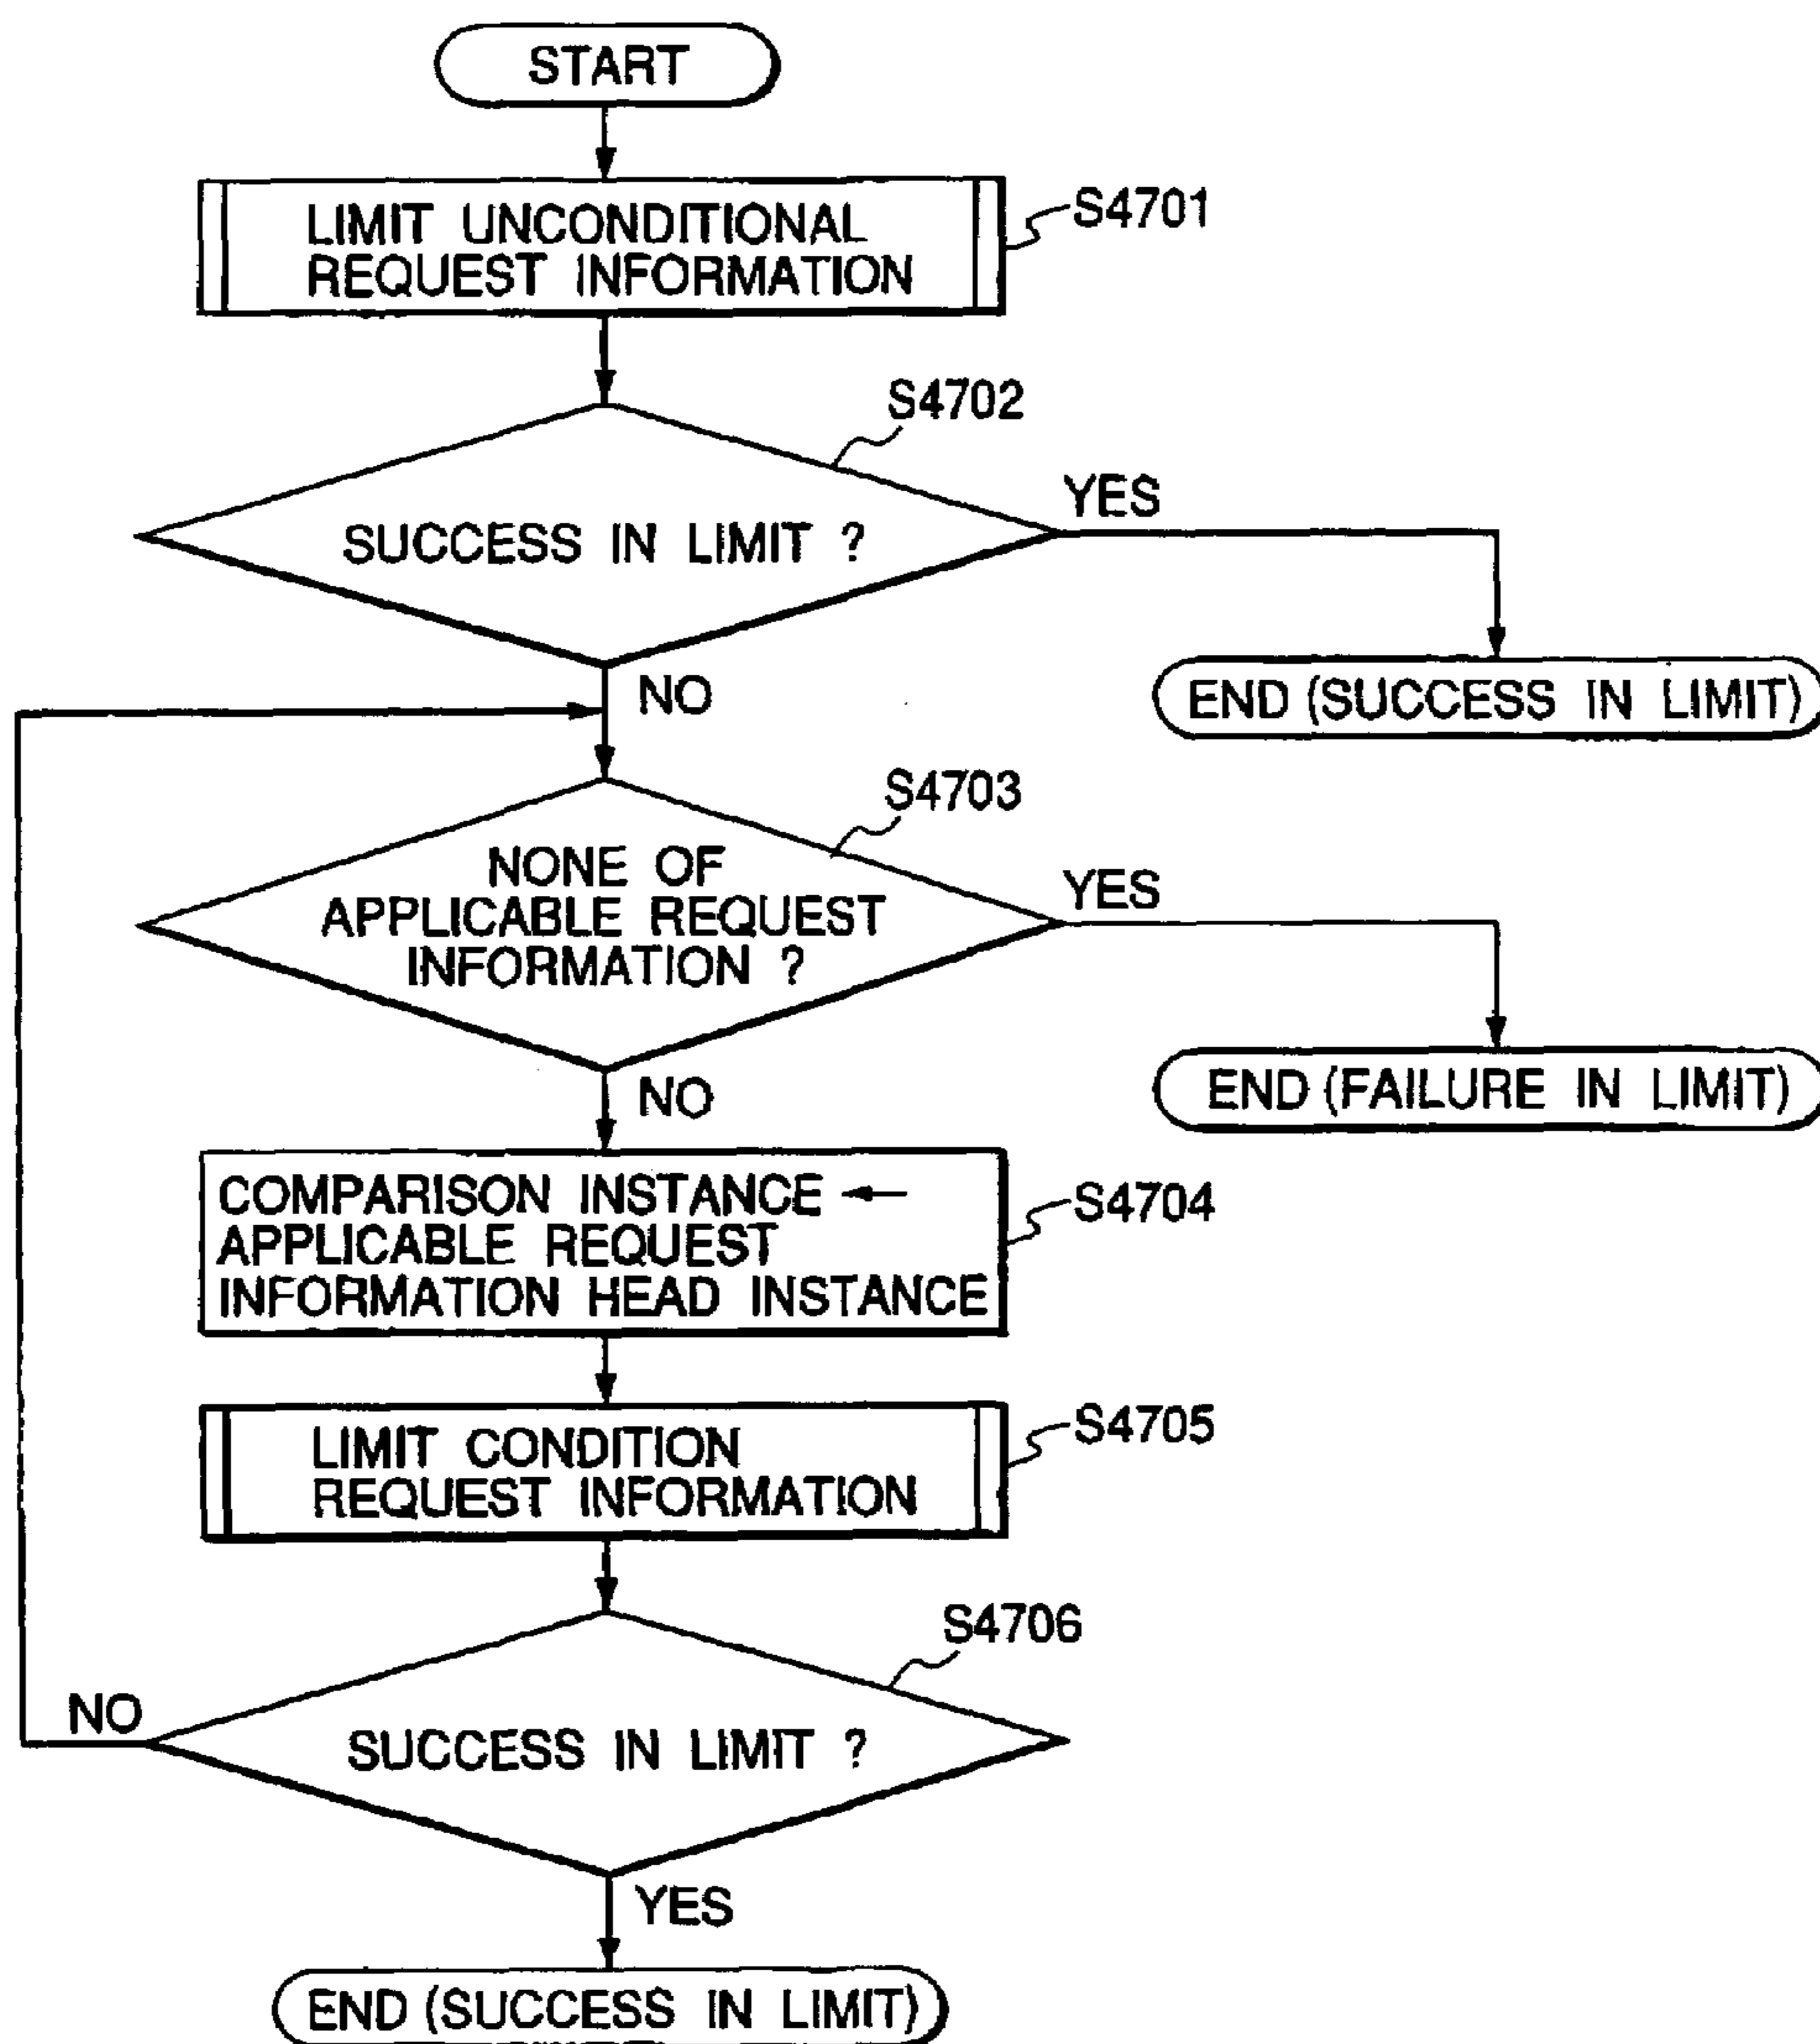 START
LIMIT UNCONDITIONAL
REQUEST INFORMATION
S4701
S4702
SUCCESS IN LIMIT ?
YES
END (SUCCESS IN LIMIT)
NO
S4703
NONE OF
APPLICABLE REQUEST
INFORMATION ?
YES
END (FAILURE IN LIMIT)
NO
COMPARISON INSTANCE ←
APPLICABLE REQUEST
INFORMATION HEAD INSTANCE
S4704
LIMIT CONDITION
REQUEST INFORMATION
S4705
S4706
SUCCESS IN LIMIT ?
NO
YES
END (SUCCESS IN LIMIT)